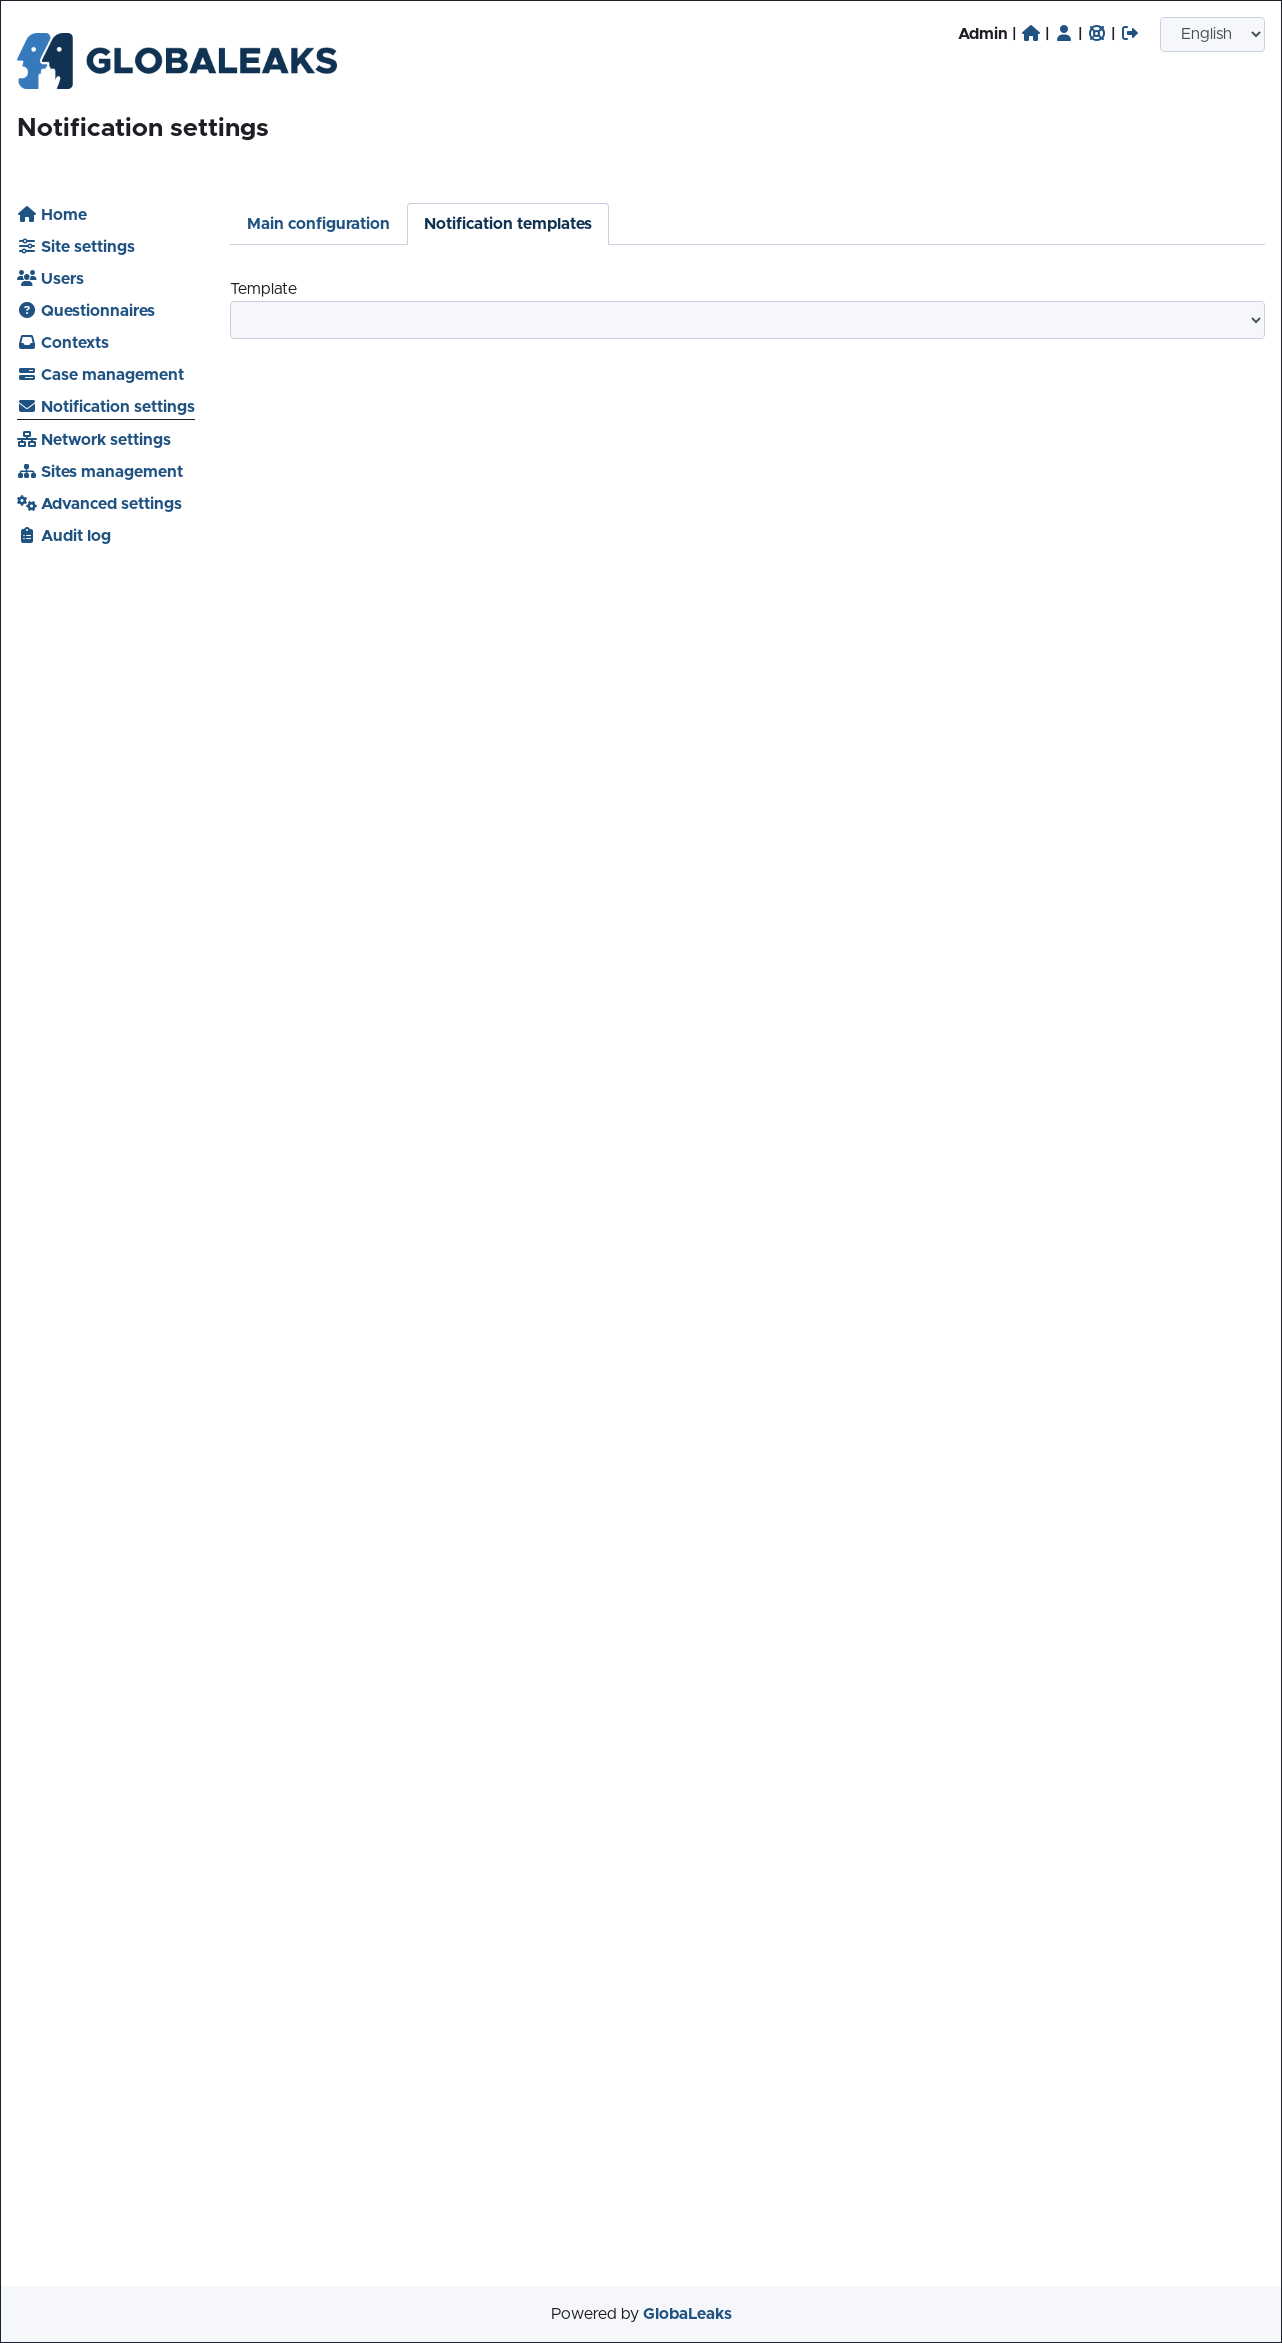 GLOBALEAKS
Admin | | | |
English
Notification settings
Home
Site settings
Users
Questionnaires
Contexts
Case management
Notification settings
Network settings
Sites management
Advanced settings
Audit log
Main configuration
Notification templates
Template
Powered by GlobaLeaks